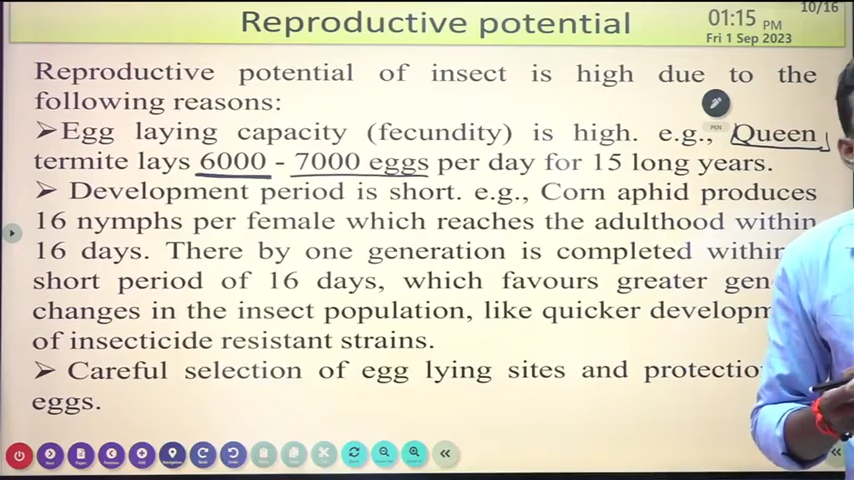 Reproductive potential
10/16
01:15 PM
Fri 1 Sep 2023
Reproductive potential of insect is high due to the
following reasons:
➢Egg laying capacity (fecundity) is high. e.g., Queen
PEN
termite lays 6000 - 7000 eggs per day for 15 long years.
➢ Development period is short. e.g., Corn aphid produces
16 nymphs per female which reaches the adulthood within
16 days. There by one generation is completed within
short period of 16 days, which favours greater gen
changes in the insect population, like quicker developm
of insecticide resistant strains.
➢ Careful selection of egg lying sites and protectio
eggs.